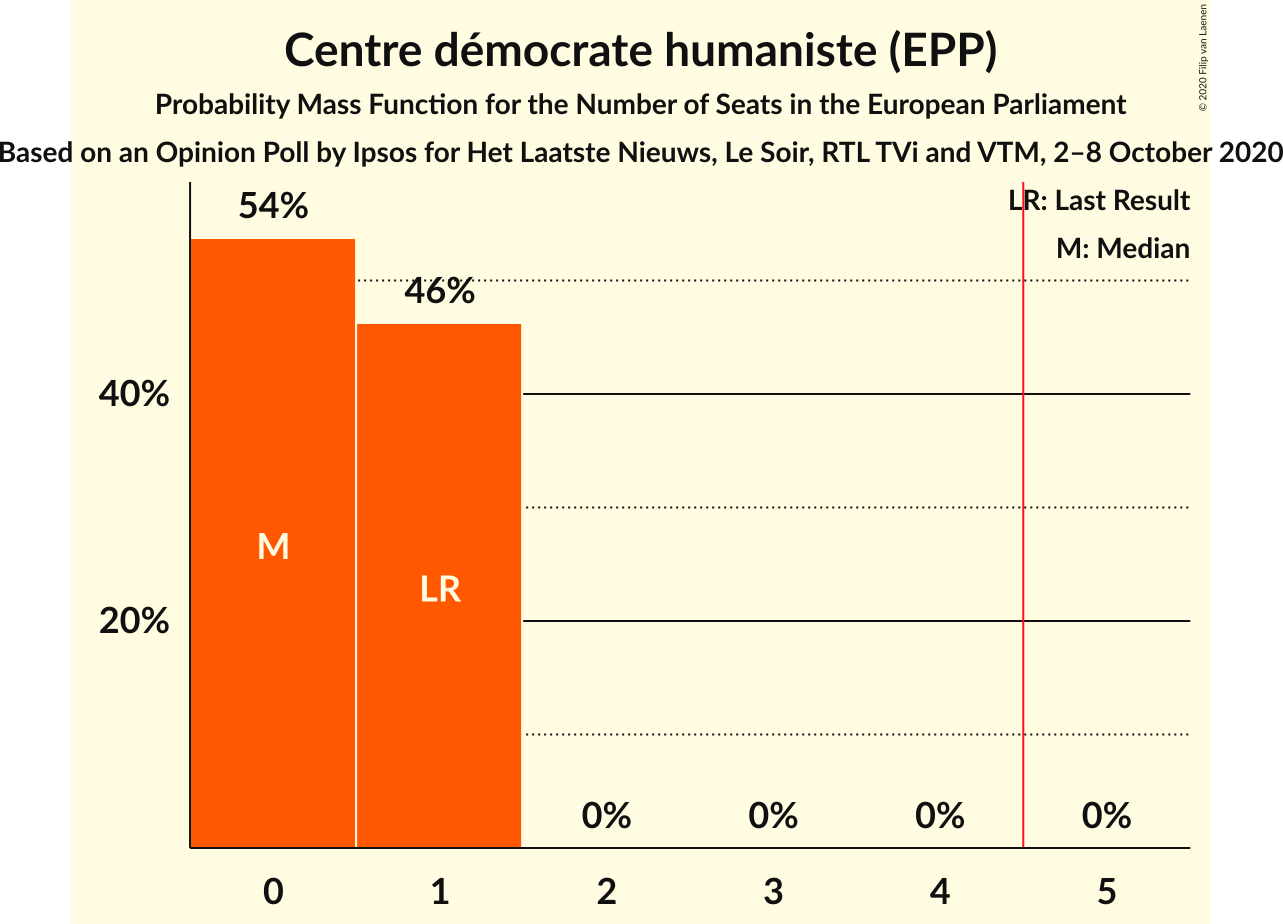 Centre démocrate humaniste (EPP)
Probability Mass Function for the Number of Seats in the European Parliament
Based on an Opinion Poll by Ipsos for Het Laatste Nieuws, Le Soir, RTL TVi and VTM, 2–8 October 2020
© 2020 Filip van Laenen
LR: Last Result
M: Median
54%
46%
40%
20%
M
LR
0%
0%
0%
0%
0
1
2
3
4
5